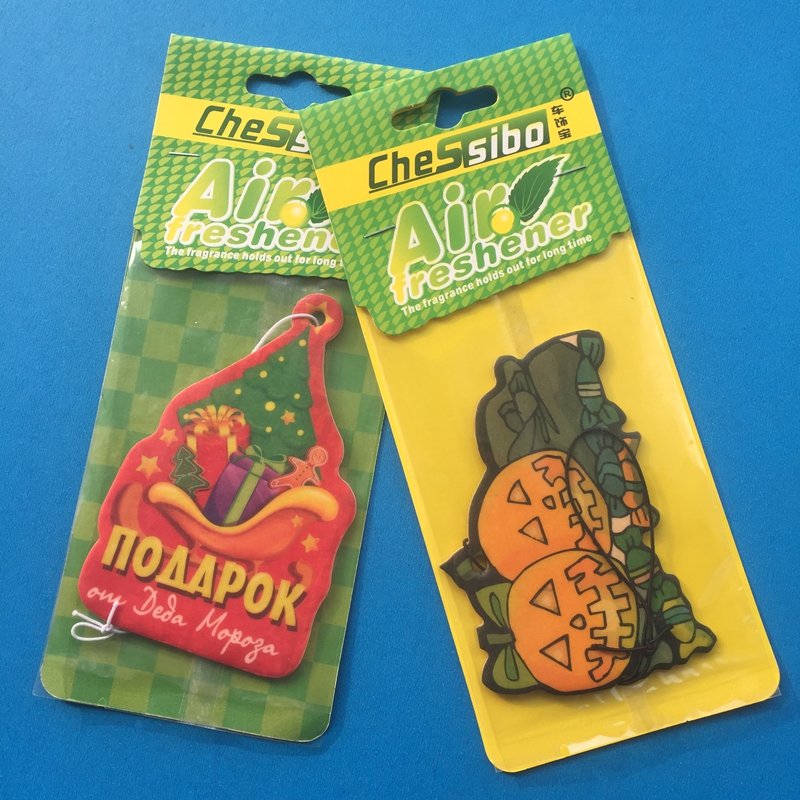 CheSsi
Air
freshener
The fragrance holds out for long time
ПОДАРОК
от Деда Мороза
CheSsibo
®
车饰宝
Air
freshener
The fragrance holds out for long time